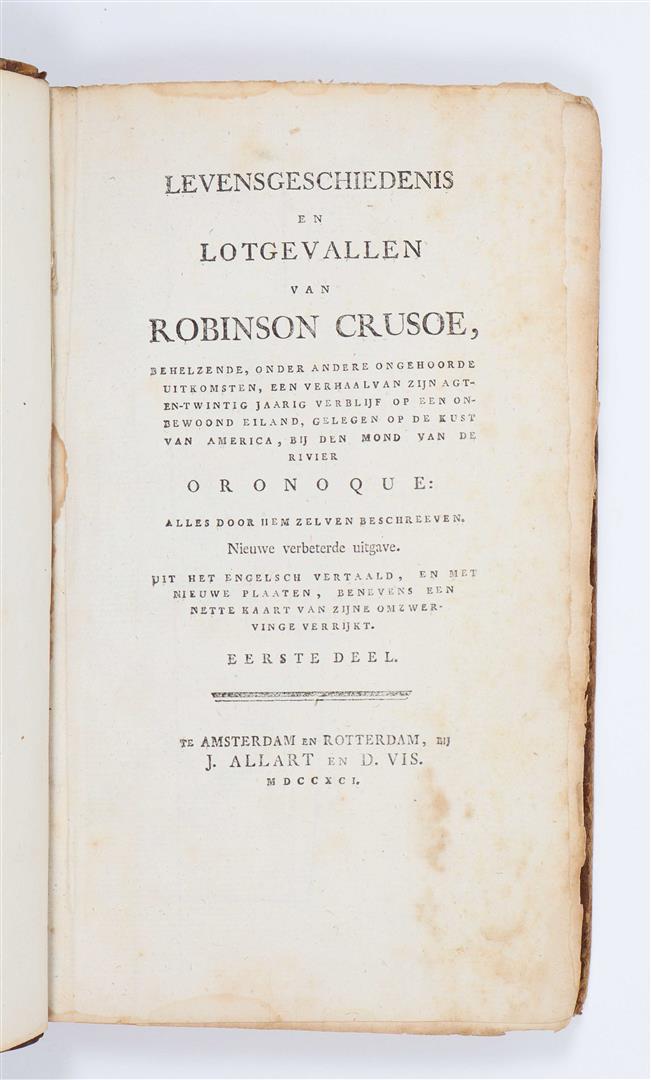 LEVENSGESCHIEDENIS
EN
LOTGEVALLEN
VAN
ROBINSON CRUSOE,
BEHELZENDE, ONDER ANDERE ONGEHOORDE
UITKOMSTEN, EEN VERHAALVAN ZIJN AGT-
EN-TWINTIG JAARIG VERBLIJF OP EEN ON-
BEWOOND EILAND, GELEGEN OP DE KUST
VAN AMERICA, BIJ DEN MOND VAN DE
RIVIER
ORONOQUE:
ALLES DOOR HEM ZELVEN BESCHREEVEN.
Nieuwe verbeterde uitgave.
UIT HET ENGELSCH VERTAALD, EN MET
NIEUWE PLAATEN, BENEVENS EEN
NETTE KAART VAN ZIJNE OMZWER-
VINGE VERRIJKT.
EERSTE DEEL.
TE AMSTERDAM EN ROTTERDAM, BIJ
J. ALLART EN D. VIS.
MDCCXCI.